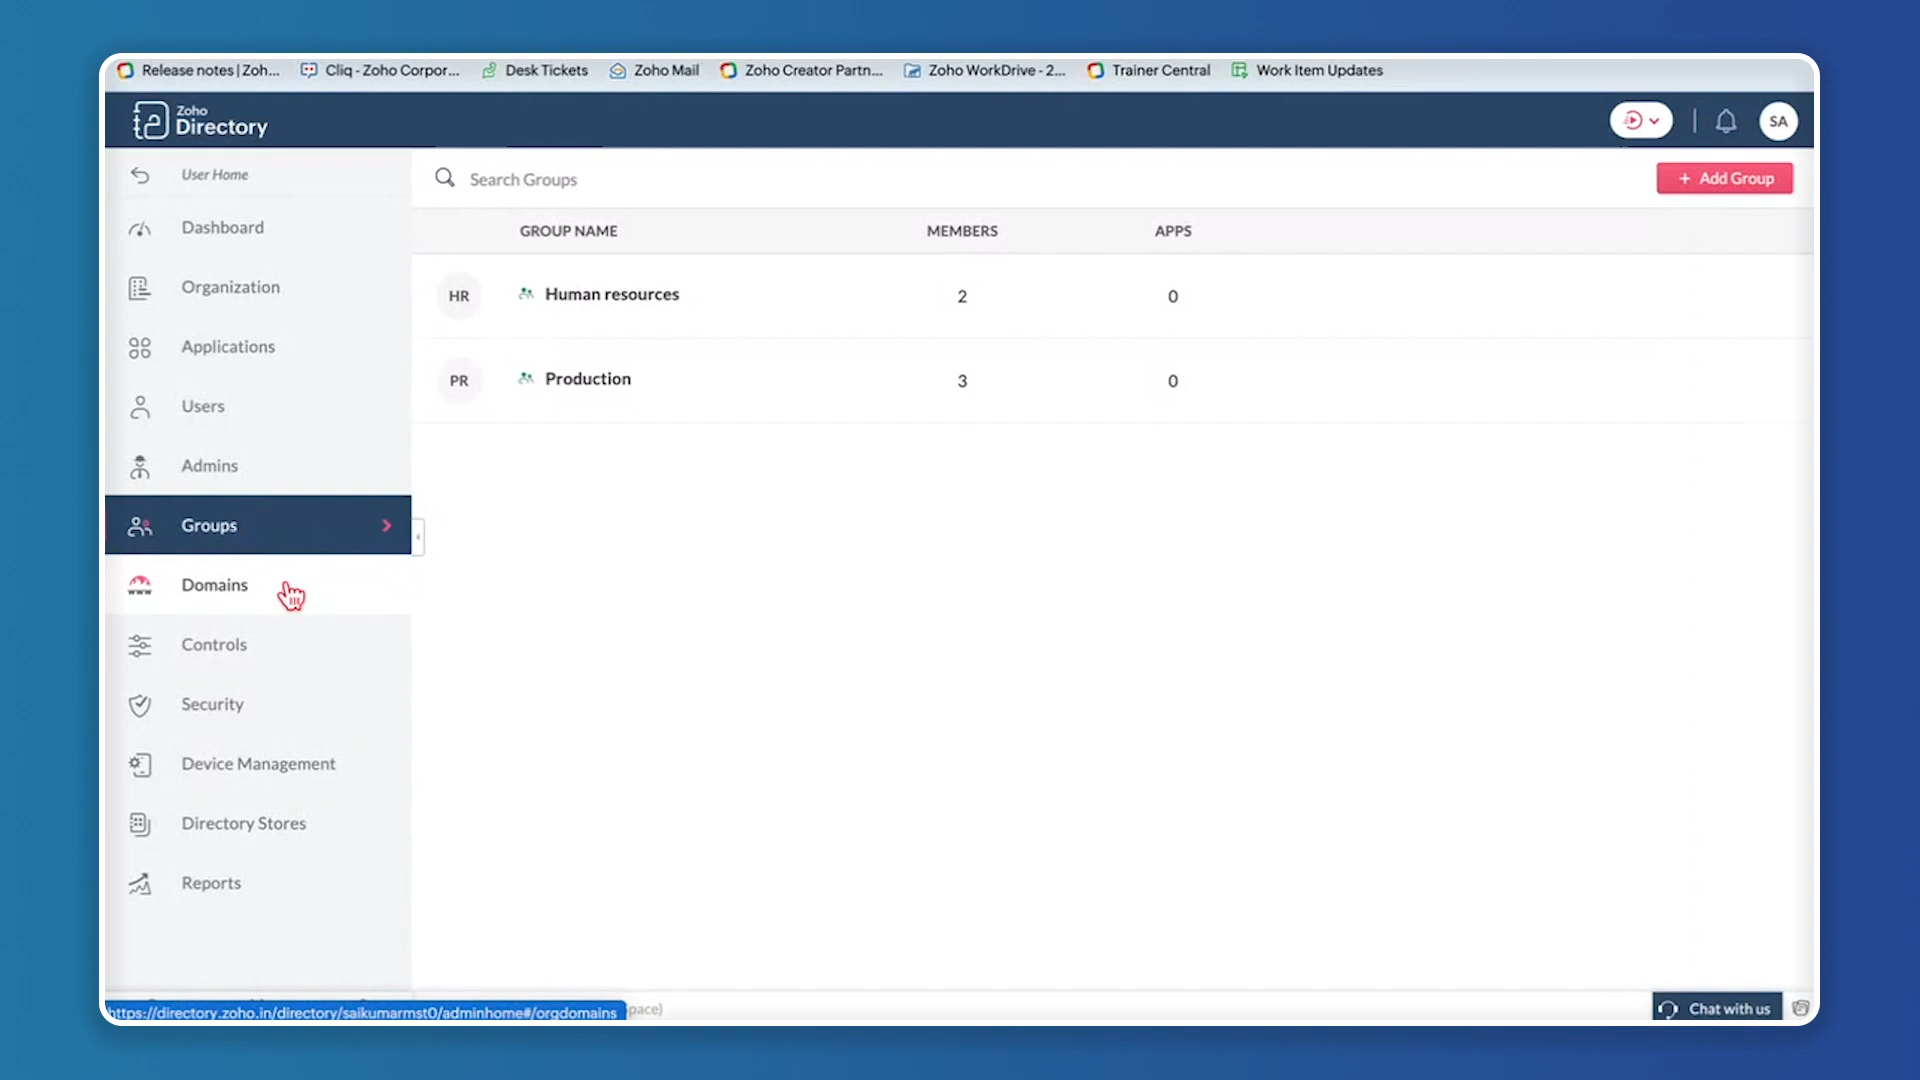 Release notes | Zoh...
Cliq - Zoho Corpor...
Desk Tickets
Zoho Mail
Zoho Creator Partn...
Zoho WorkDrive - 2...
Trainer Central
Work Item Updates
Zoho
Directory
SA
User Home
Search Groups
+ Add Group
Dashboard
GROUP NAME MEMBERS APPS
Organization
HR Human resources 2 0
Applications
PR Production 3 0
Users
Admins
Groups
www Domains
Controls
Security
Device Management
Directory Stores
Reports
https://directory.zoho.in/directory/saikumarmst0/adminhome#/orgdomains
pace)
Chat with us